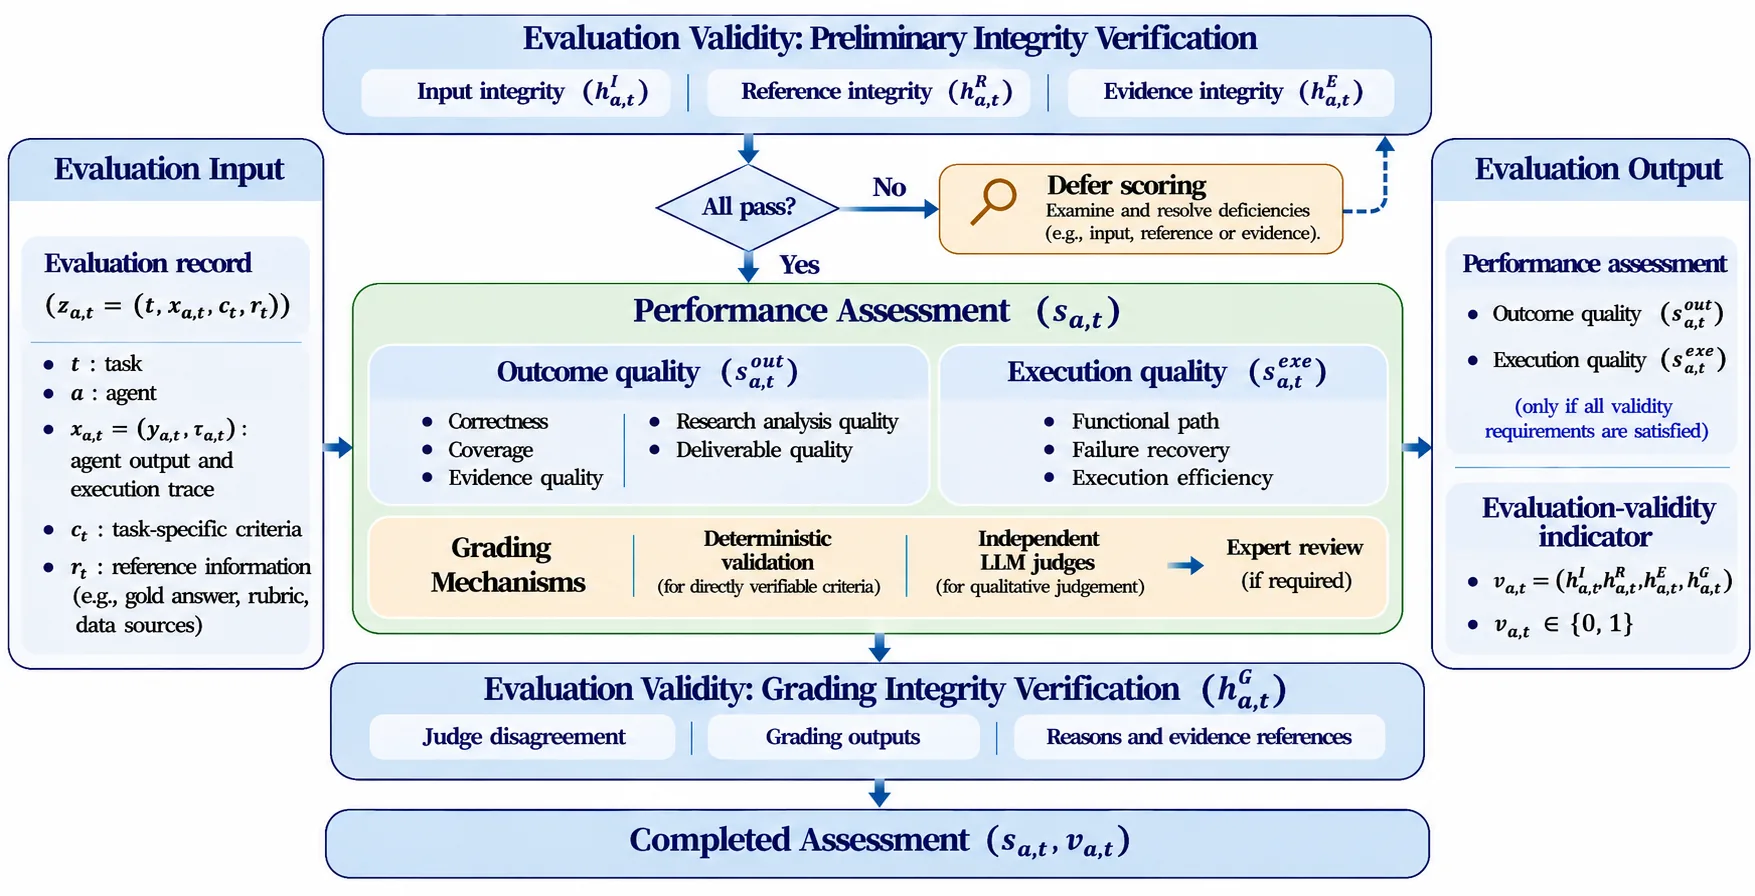 Evaluation Validity: Preliminary Integrity Verification
Input integrity (h^I_{a,t})
Reference integrity (h^R_{a,t})
Evidence integrity (h^E_{a,t})
All pass?
No
Defer scoring
Examine and resolve deficiencies
(e.g., input, reference or evidence).
Yes
Evaluation Input
Evaluation record
(z_{a,t} = (t, x_{a,t}, c_t, r_t))
• t : task
• a : agent
• x_{a,t} = (y_{a,t}, τ_{a,t}) :
agent output and
execution trace
• c_t : task-specific criteria
• r_t : reference information
(e.g., gold answer, rubric,
data sources)
Performance Assessment (s_{a,t})
Outcome quality (s^{out}_{a,t})
• Correctness
• Coverage
• Evidence quality
• Research analysis quality
• Deliverable quality
Execution quality (s^{exe}_{a,t})
• Functional path
• Failure recovery
• Execution efficiency
Grading
Mechanisms
Deterministic
validation
(for directly verifiable criteria)
Independent
LLM judges
(for qualitative judgement)
Expert review
(if required)
Evaluation Validity: Grading Integrity Verification (h^G_{a,t})
Judge disagreement
Grading outputs
Reasons and evidence references
Completed Assessment (s_{a,t}, v_{a,t})
Evaluation Output
Performance assessment
• Outcome quality (s^{out}_{a,t})
• Execution quality (s^{exe}_{a,t})
(only if all validity
requirements are satisfied)
Evaluation-validity
indicator
• v_{a,t} = (h^I_{a,t}, h^R_{a,t}, h^E_{a,t}, h^G_{a,t})
• v_{a,t} ∈ {0, 1}